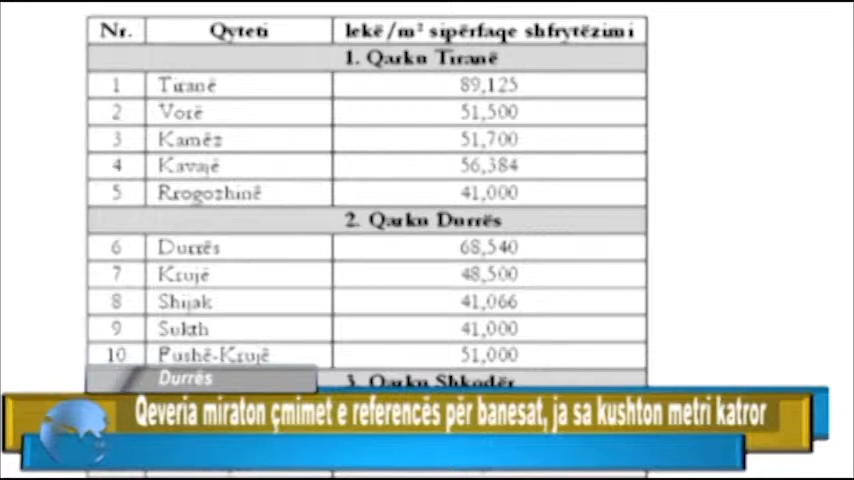 Nr. Qyteti lekë/m² sipërfaqe shfrytëzimi
1. Qarku Tiranë
1 Tiranë 89,125
2 Vorë 51,500
3 Kamëz 51,700
4 Kavajë 56,384
5 Rrogozhinë 41,000
2. Qarku Durrës
6 Durrës 68,540
7 Krujë 48,500
8 Shijak 41,066
9 Sukth 41,000
10 Fushë-Krujë 51,000
3. Qarku Shkodër
Durrës
Qeveria miraton çmimet e referencës për banesat, ja sa kushton metri katror